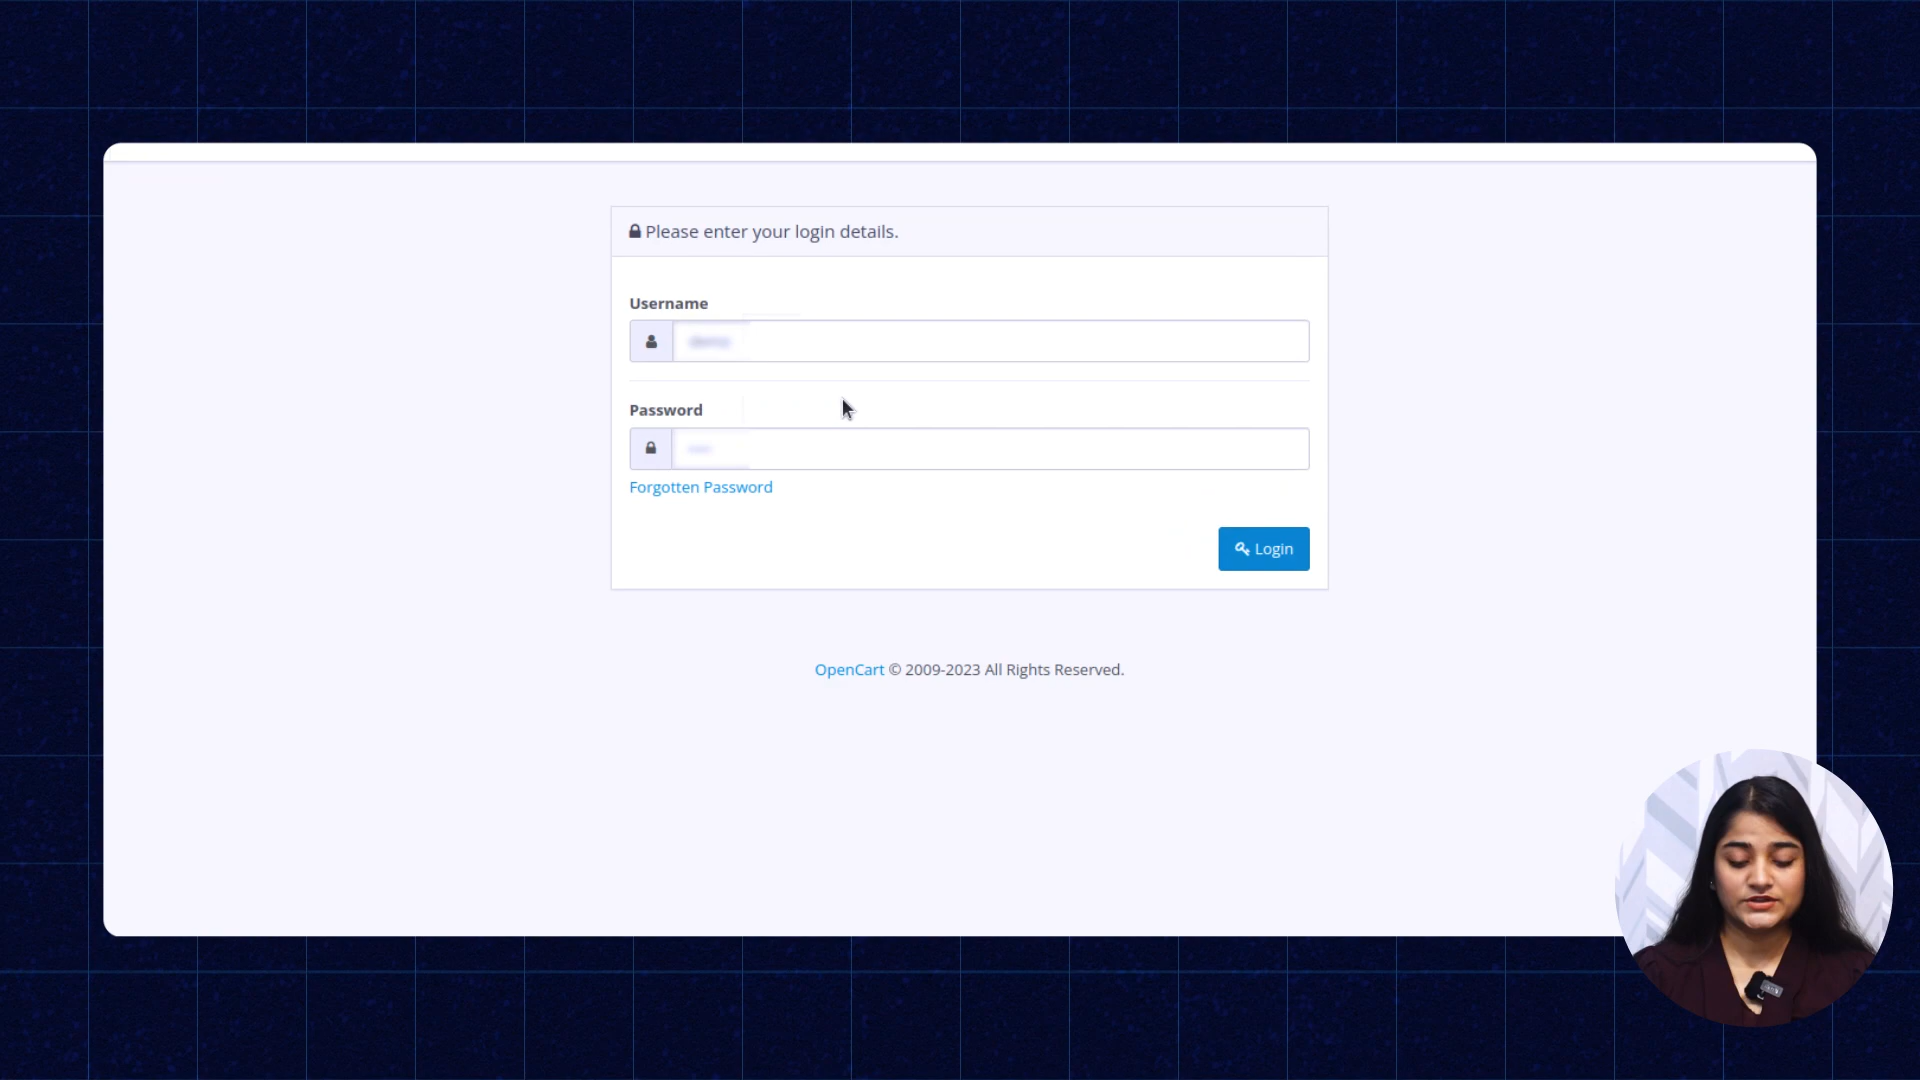 Please enter your login details.
Username
Password
Forgotten Password
Login
OpenCart © 2009-2023 All Rights Reserved.